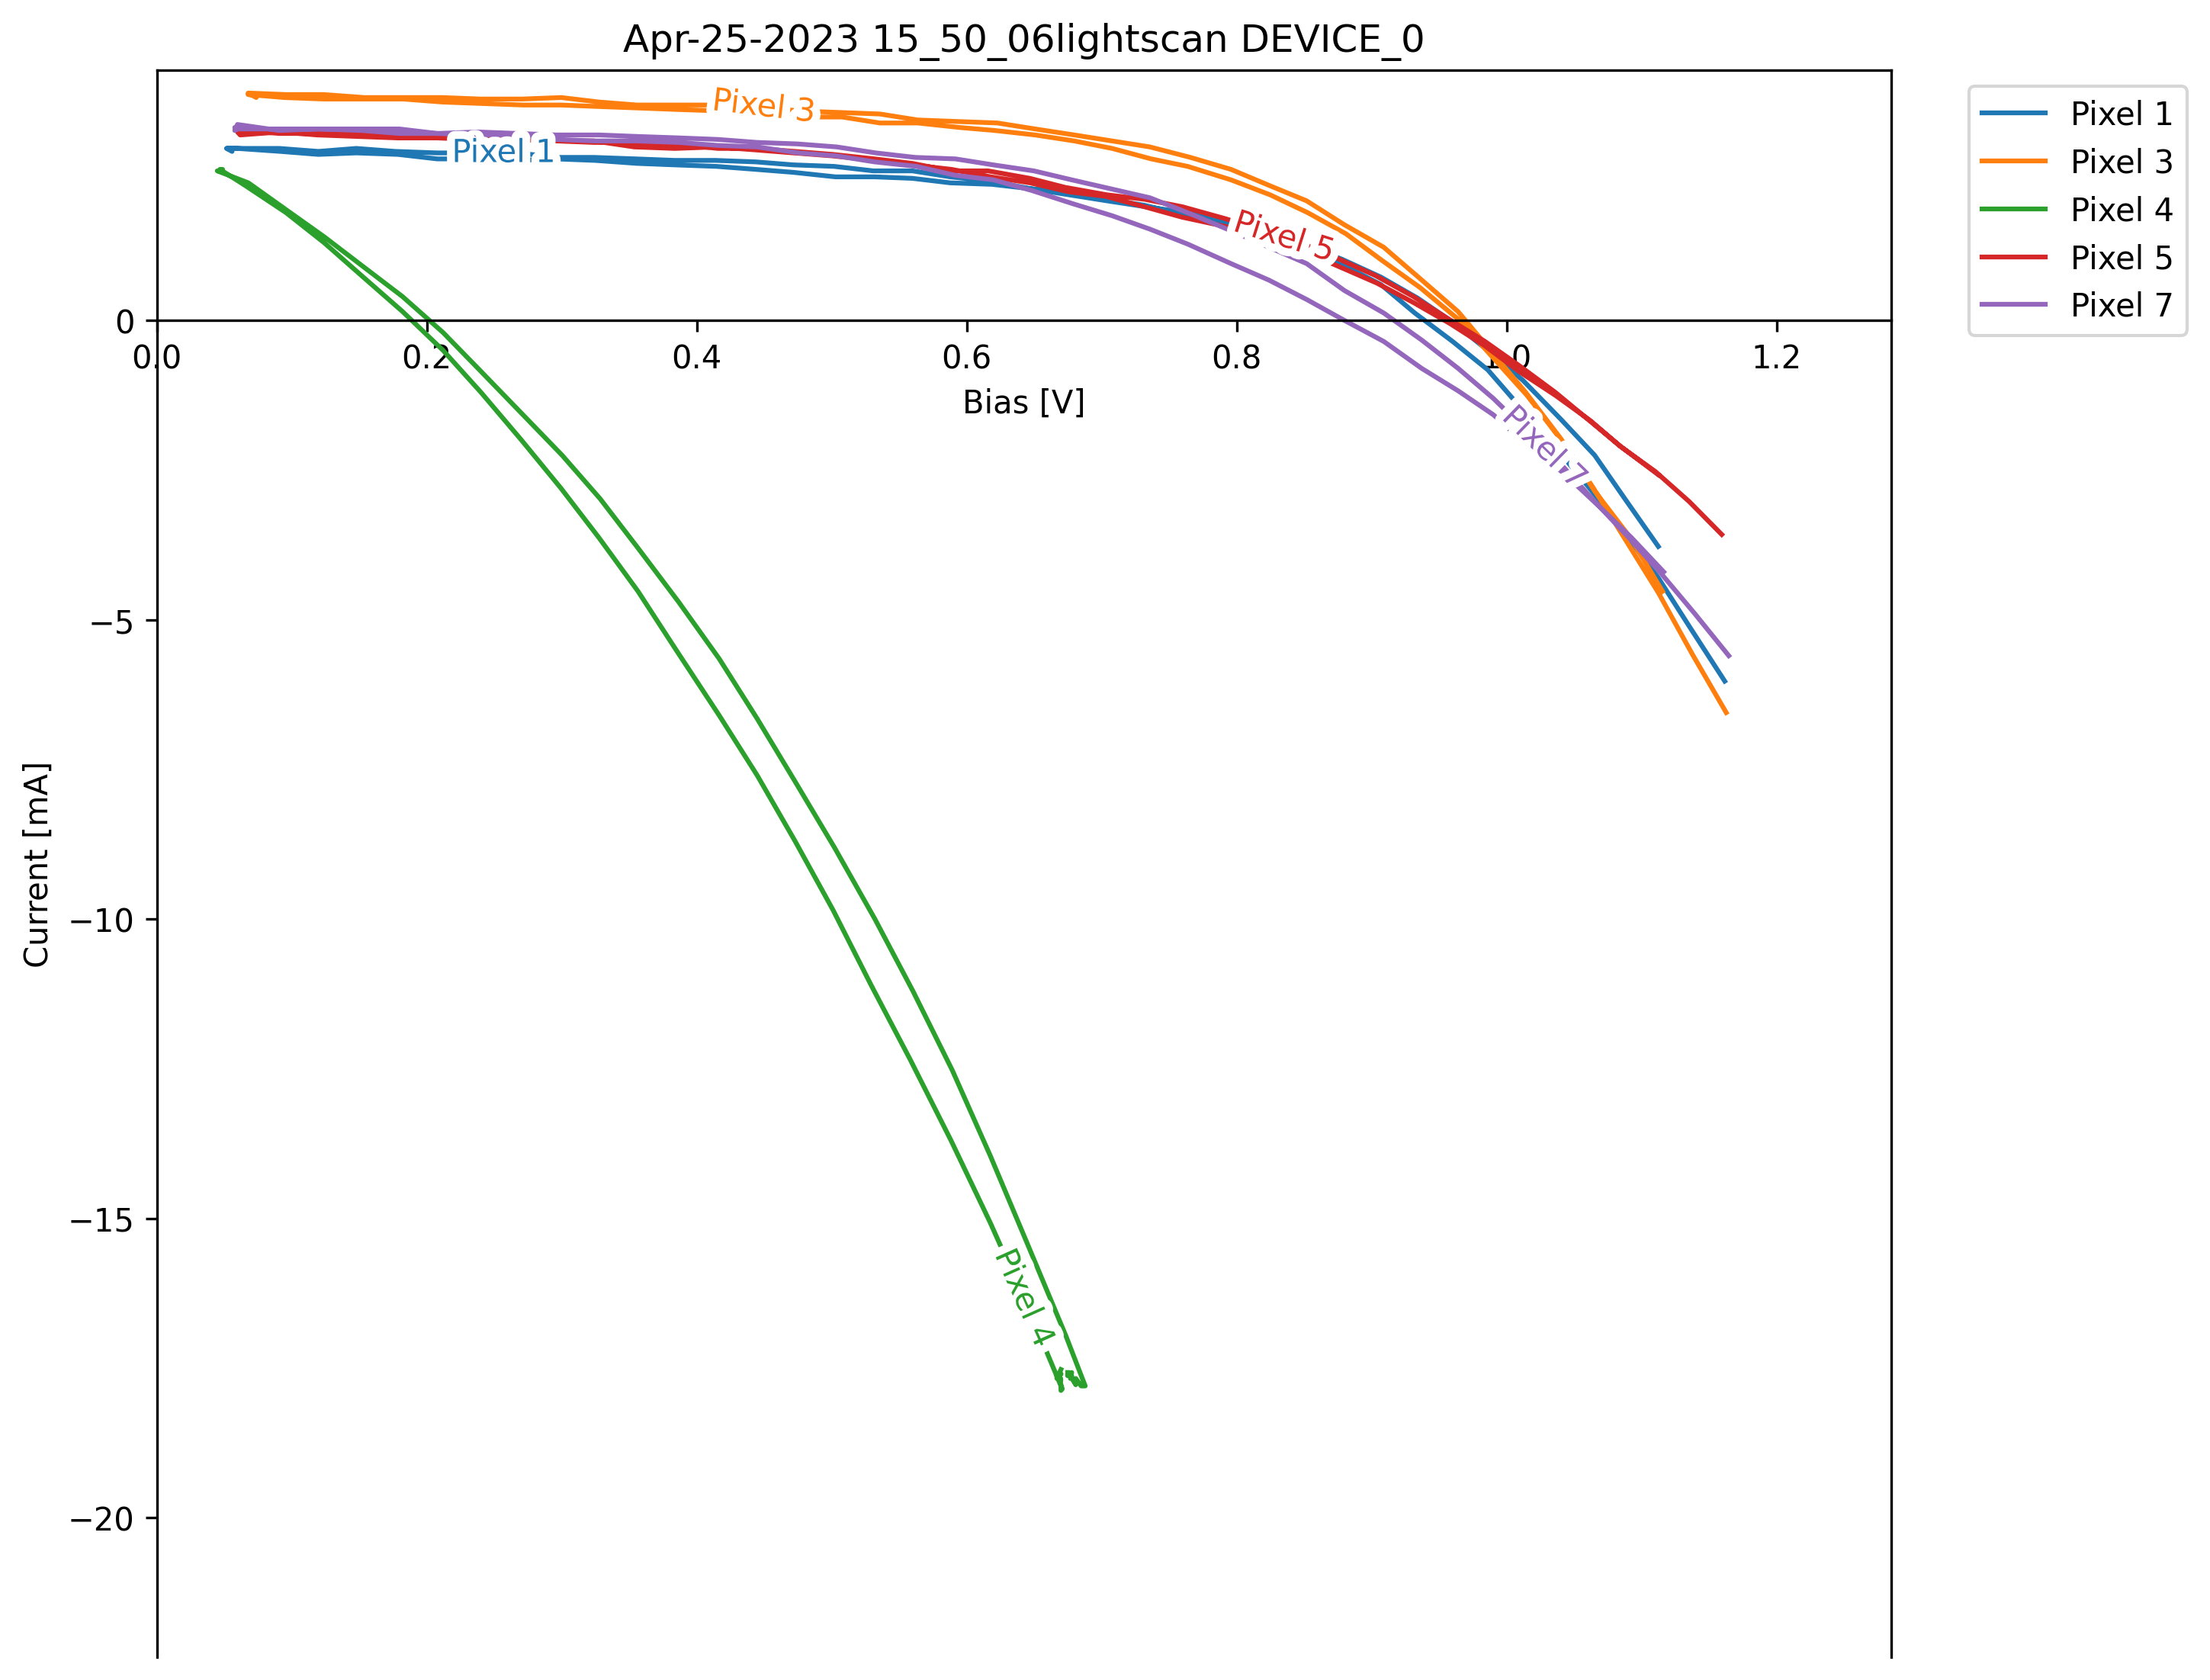 Apr-25-2023 15_50_06lightscan DEVICE_0
Pixel 1
Pixel 3
Pixel 4
Pixel 5
Pixel 7
Pixel 3
Pixel 1
Pixel 5
Pixel 7
Pixel 4
0
−5
−10
−15
−20
0.0 0.2 0.4 0.6 0.8 1.0 1.2
Bias [V]
Current [mA]